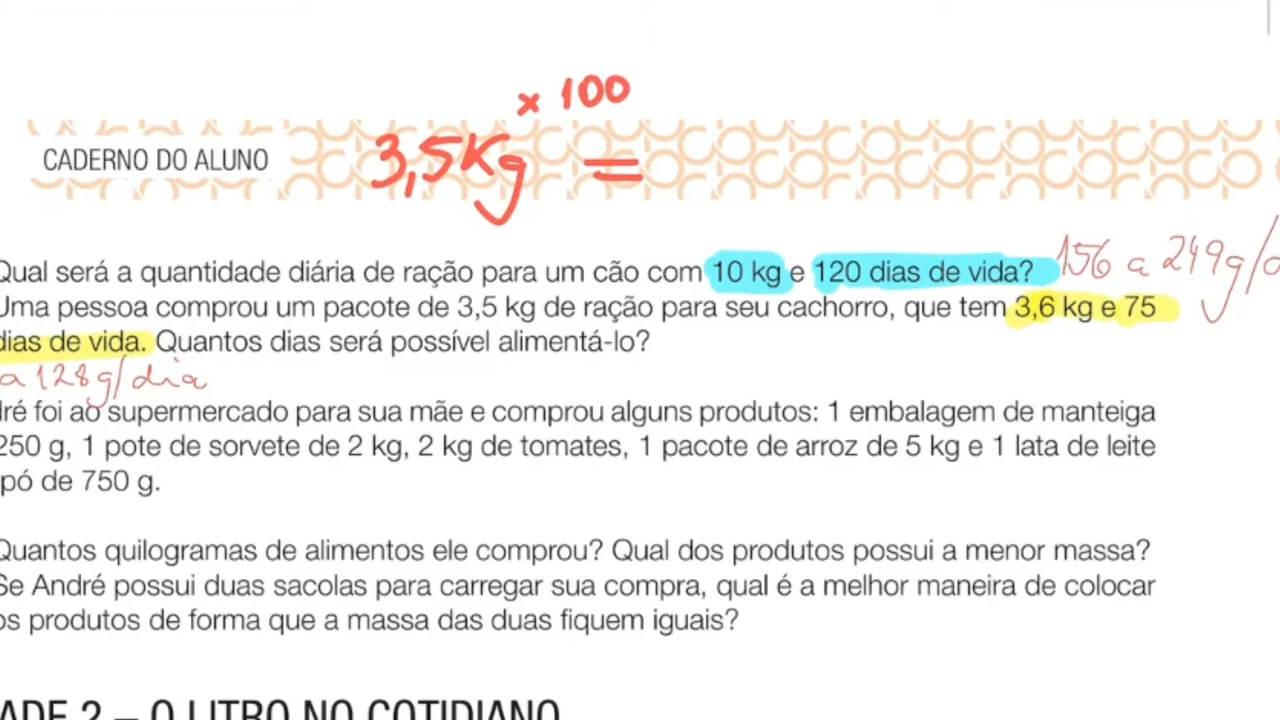 × 100
CADERNO DO ALUNO 3,5Kg =
Qual será a quantidade diária de ração para um cão com 10 kg e 120 dias de vida? 156 a 249g/d
Uma pessoa comprou um pacote de 3,5 kg de ração para seu cachorro, que tem 3,6 kg e 75
dias de vida. Quantos dias será possível alimentá-lo?
a 128g/dia
dré foi ao supermercado para sua mãe e comprou alguns produtos: 1 embalagem de manteiga
250 g, 1 pote de sorvete de 2 kg, 2 kg de tomates, 1 pacote de arroz de 5 kg e 1 lata de leite
pó de 750 g.
Quantos quilogramas de alimentos ele comprou? Qual dos produtos possui a menor massa?
Se André possui duas sacolas para carregar sua compra, qual é a melhor maneira de colocar
os produtos de forma que a massa das duas fiquem iguais?
ADE 2 – O LITRO NO COTIDIANO